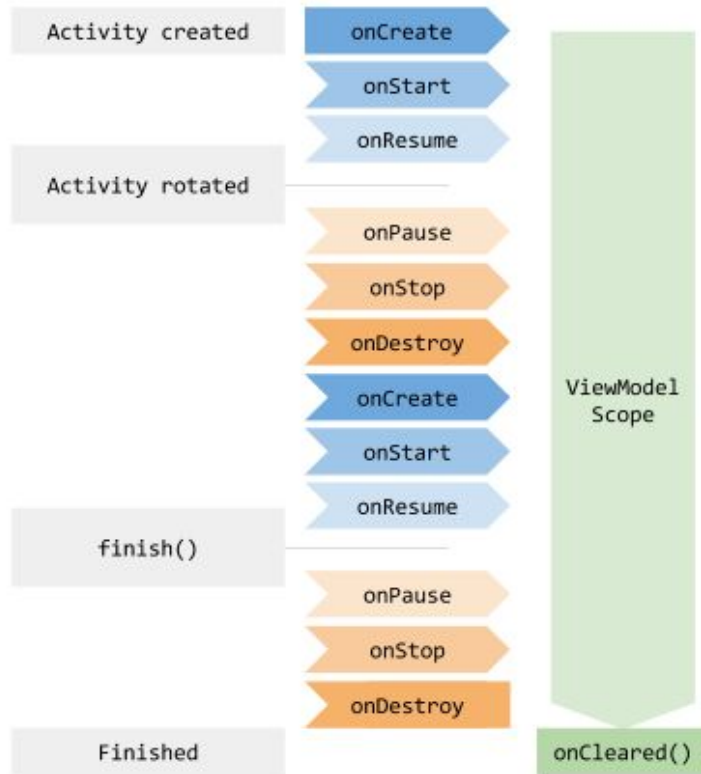 Activity created
onCreate
onStart
onResume
Activity rotated
onPause
onStop
onDestroy
onCreate
onStart
onResume
ViewModel
Scope
finish()
onPause
onStop
onDestroy
Finished
onCleared()